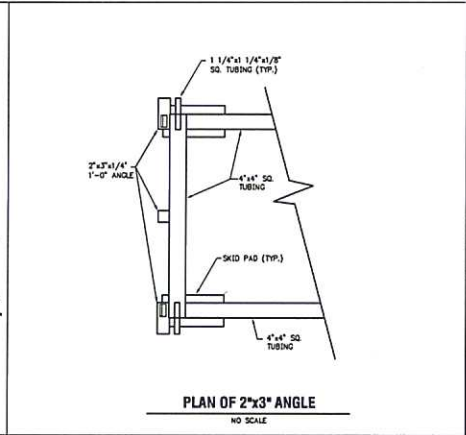 1 1/4"x1 1/4"x1/8"
SQ. TUBING (TYP.)
2"x3"x1/4"
1'-0" ANGLE
4"x4" SQ.
TUBING
SKID PAD (TYP.)
4"x4" SQ.
TUBING
PLAN OF 2"x3" ANGLE
NO SCALE